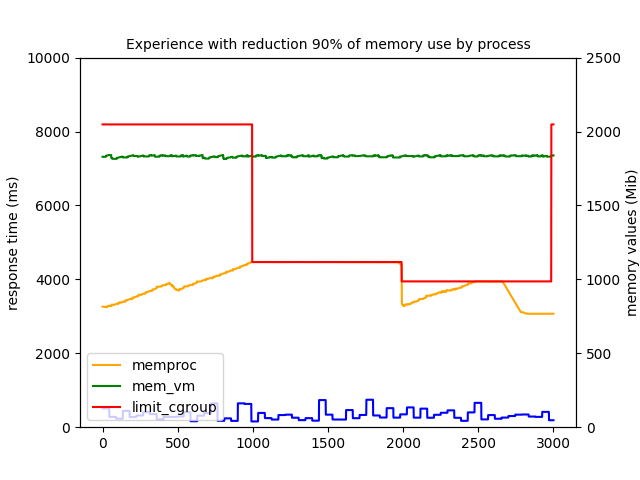 Experience with reduction 90% of memory use by process
10000
8000
6000
4000
2000
0
response time (ms)
2500
2000
1500
1000
500
0
memory values (Mib)
memproc
mem_vm
limit_cgroup
0 500 1000 1500 2000 2500 3000